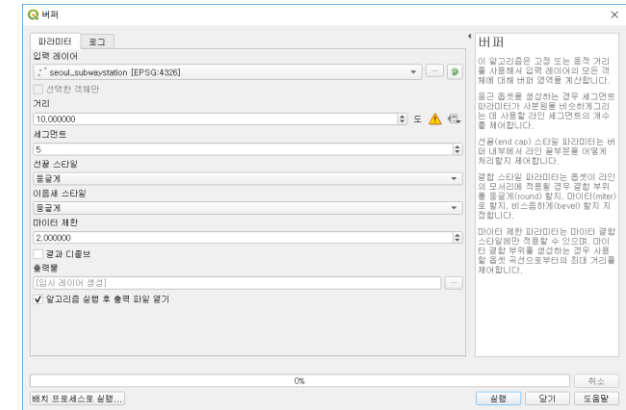 버퍼
파라미터 로그
입력 레이어
seoul_subwaystation [EPSG:4326]
선택한 객체만
거리
10,000000
도
세그먼트
5
선끝 스타일
둥글게
이음새 스타일
둥글게
마이터 제한
2,000000
결과 디졸브
출력물
[임시 레이어 생성]
알고리즘 실행 후 출력 파일 열기
버퍼
이 알고리즘은 고정 또는 동적 거리
를 사용해서 입력 레이어의 모든 객
체에 대해 버퍼 영역을 계산합니다.
둥근 옵셋을 생성하는 경우 세그먼트
파라미터가 사분원을 비슷하게그리
는 데 사용할 라인 세그먼트의 개수
를 제어합니다.
선끝(end cap) 스타일 파라미터는 버
퍼 내부에서 라인 끝부분을 어떻게
처리할지 제어합니다.
결합 스타일 파라미터는 옵셋이 라인
의 모서리에 적용될 경우 결합 부위
를 둥글게(round) 할지, 마이터(miter)
로 할지, 비스듬하게(bevel) 할지 지
정합니다.
마이터 제한 파라미터는 마이터 결합
스타일에만 적용할 수 있으며, 마이
터 결합 부위를 생성하는 경우 사용
할 옵셋 곡선으로부터의 최대 거리를
제어합니다.
0%
취소
배치 프로세스로 실행...
실행 닫기 도움말